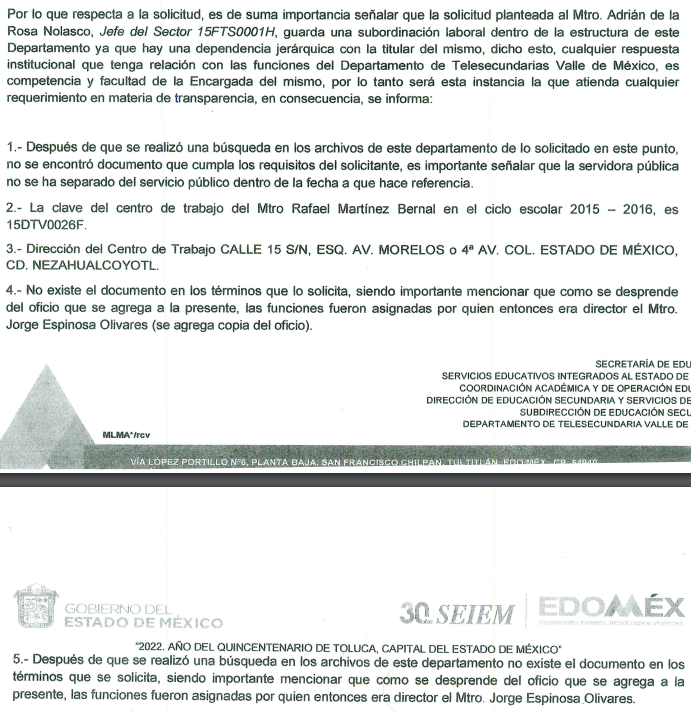 Por lo que respecta a la solicitud, es de suma importancia señalar que la solicitud planteada al Mtro. Adrián de la
Rosa Nolasco, Jefe del Sector 15FTS0001H, guarda una subordinación laboral dentro de la estructura de este
Departamento ya que hay una dependencia jerárquica con la titular del mismo, dicho esto, cualquier respuesta
institucional que tenga relación con las funciones del Departamento de Telesecundarias Valle de México, es
competencia y facultad de la Encargada del mismo, por lo tanto será esta instancia la que atienda cualquier
requerimiento en materia de transparencia, en consecuencia, se informa:
1.- Después de que se realizó una búsqueda en los archivos de este departamento de lo solicitado en este punto,
no se encontró documento que cumpla los requisitos del solicitante, es importante señalar que la servidora pública
no se ha separado del servicio público dentro de la fecha a que hace referencia.
2.- La clave del centro de trabajo del Mtro Rafael Martínez Bernal en el ciclo escolar 2015 – 2016, es
15DTV0026F.
3.- Dirección del Centro de Trabajo CALLE 15 S/N, ESQ. AV. MORELOS o 4ª AV. COL. ESTADO DE MÉXICO,
CD. NEZAHUALCOYOTL.
4.- No existe el documento en los términos que lo solicita, siendo importante mencionar que como se desprende
del oficio que se agrega a la presente, las funciones fueron asignadas por quien entonces era director el Mtro.
Jorge Espinosa Olivares (se agrega copia del oficio).
SECRETARÍA DE EDU
SERVICIOS EDUCATIVOS INTEGRADOS AL ESTADO DE
COORDINACIÓN ACADÉMICA Y DE OPERACIÓN EDU
DIRECCIÓN DE EDUCACIÓN SECUNDARIA Y SERVICIOS DE
SUBDIRECCIÓN DE EDUCACIÓN SECU
DEPARTAMENTO DE TELESECUNDARIA VALLE DE
MLMA*/rcv
VÍA LÓPEZ PORTILLO Nº6, PLANTA BAJA, SAN FRANCISCO CHILPAN, TULTITLÁN, EDO.MÉX. CP. 54940
GOBIERNO DEL
ESTADO DE MÉXICO
30 SEIEM
EDOMÉX
"2022. AÑO DEL QUINCENTENARIO DE TOLUCA, CAPITAL DEL ESTADO DE MÉXICO"
5.- Después de que se realizó una búsqueda en los archivos de este departamento no existe el documento en los
términos que se solicita, siendo importante mencionar que como se desprende del oficio que se agrega a la
presente, las funciones fueron asignadas por quien entonces era director el Mtro. Jorge Espinosa Olivares.